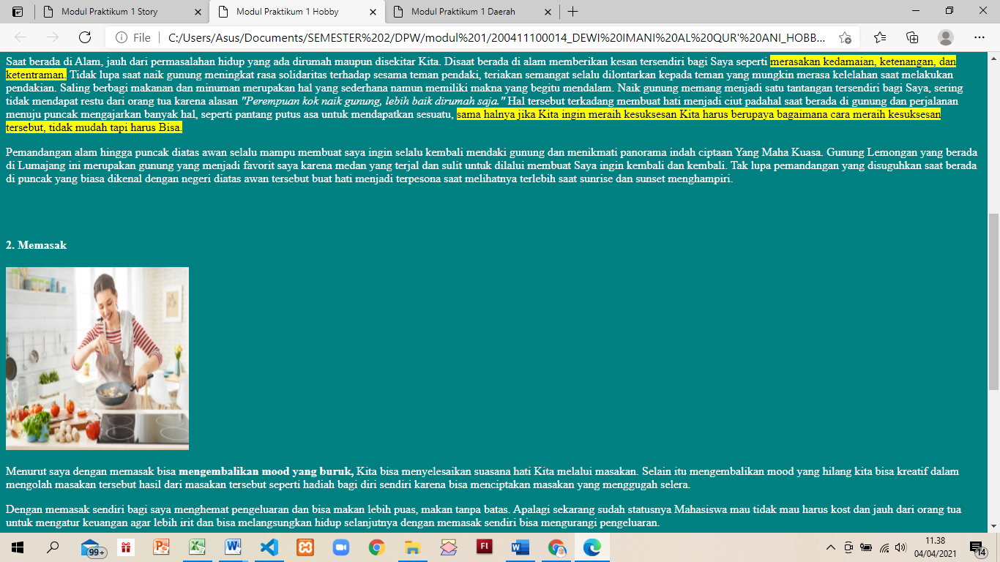 Modul Praktikum 1 Story
Modul Praktikum 1 Hobby
Modul Praktikum 1 Daerah
File
C:/Users/Asus/Documents/SEMESTER%202/DPW/modul%201/200411100014_DEWI%20IMANI%20AL%20QUR'%20ANI_HOBB...
Saat berada di Alam, jauh dari permasalahan hidup yang ada dirumah maupun disekitar Kita. Disaat berada di alam memberikan kesan tersendiri bagi Saya seperti merasakan kedamaian, ketenangan, dan
ketentraman. Tidak lupa saat naik gunung meningkat rasa solidaritas terhadap sesama teman pendaki, teriakan semangat selalu dilontarkan kepada teman yang mungkin merasa kelelahan saat melakukan
pendakian. Saling berbagi makanan dan minuman merupakan hal yang sederhana namun memiliki makna yang begitu mendalam. Naik gunung memang menjadi satu tantangan tersendiri bagi Saya, sering
tidak mendapat restu dari orang tua karena alasan "Perempuan kok naik gunung, lebih baik dirumah saja." Hal tersebut terkadang membuat hati menjadi ciut padahal saat berada di gunung dan perjalanan
menuju puncak mengajarkan banyak hal, seperti pantang putus asa untuk mendapatkan sesuatu, sama halnya jika Kita ingin meraih kesuksesan Kita harus berupaya bagaimana cara meraih kesuksesan
tersebut, tidak mudah tapi harus Bisa.
Pemandangan alam hingga puncak diatas awan selalu mampu membuat saya ingin selalu kembali mendaki gunung dan menikmati panorama indah ciptaan Yang Maha Kuasa. Gunung Lemongan yang berada
di Lumajang ini merupakan gunung yang menjadi favorit saya karena medan yang terjal dan sulit untuk dilalui membuat Saya ingin kembali dan kembali. Tak lupa pemandangan yang disuguhkan saat berada
di puncak yang biasa dikenal dengan negeri diatas awan tersebut buat hati menjadi terpesona saat melihatnya terlebih saat sunrise dan sunset menghampiri.
2. Memasak
Menurut saya dengan memasak bisa mengembalikan mood yang buruk, Kita bisa menyelesaikan suasana hati Kita melalui masakan. Selain itu mengembalikan mood yang hilang kita bisa kreatif dalam
mengolah masakan tersebut hasil dari masakan tersebut seperti hadiah bagi diri sendiri karena bisa menciptakan masakan yang menggugah selera.
Dengan memasak sendiri bagi saya menghemat pengeluaran dan bisa makan lebih puas, makan tanpa batas. Apalagi sekarang sudah statusnya Mahasiswa mau tidak mau harus kost dan jauh dari orang tua
untuk mengatur keuangan agar lebih irit dan bisa melangsungkan hidup selanjutnya dengan memasak sendiri bisa mengurangi pengeluaran.
99+
Fl
11.38
04/04/2021
14